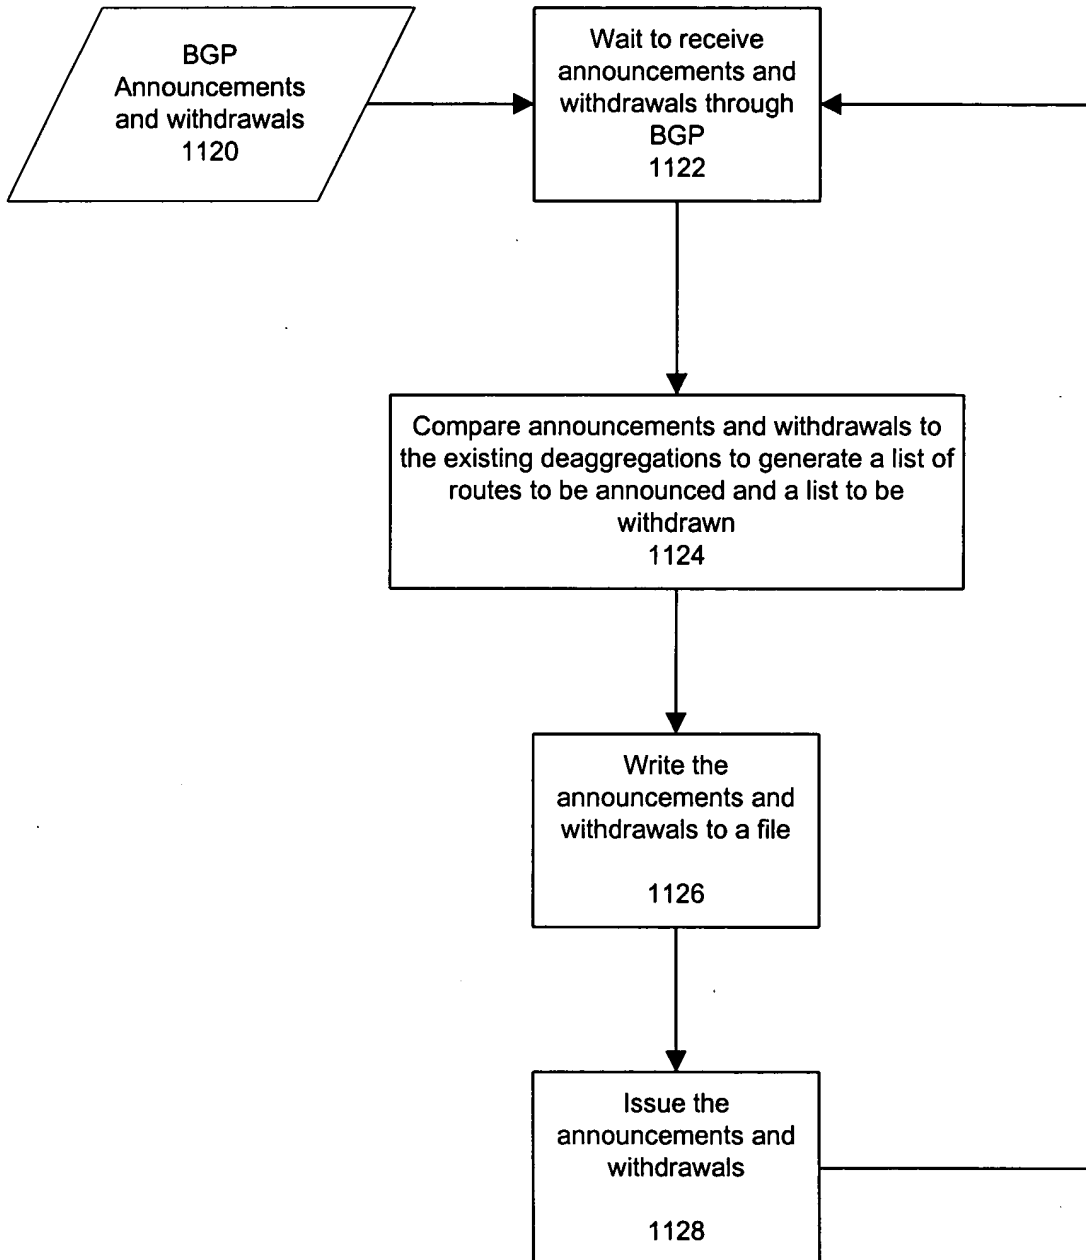 BGP
Announcements
and withdrawals
1120
Wait to receive
announcements and
withdrawals through
BGP
1122
Compare announcements and withdrawals to
the existing deaggregations to generate a list of
routes to be announced and a list to be
withdrawn
1124
Write the
announcements and
withdrawals to a file
1126
Issue the
announcements and
withdrawals
1128